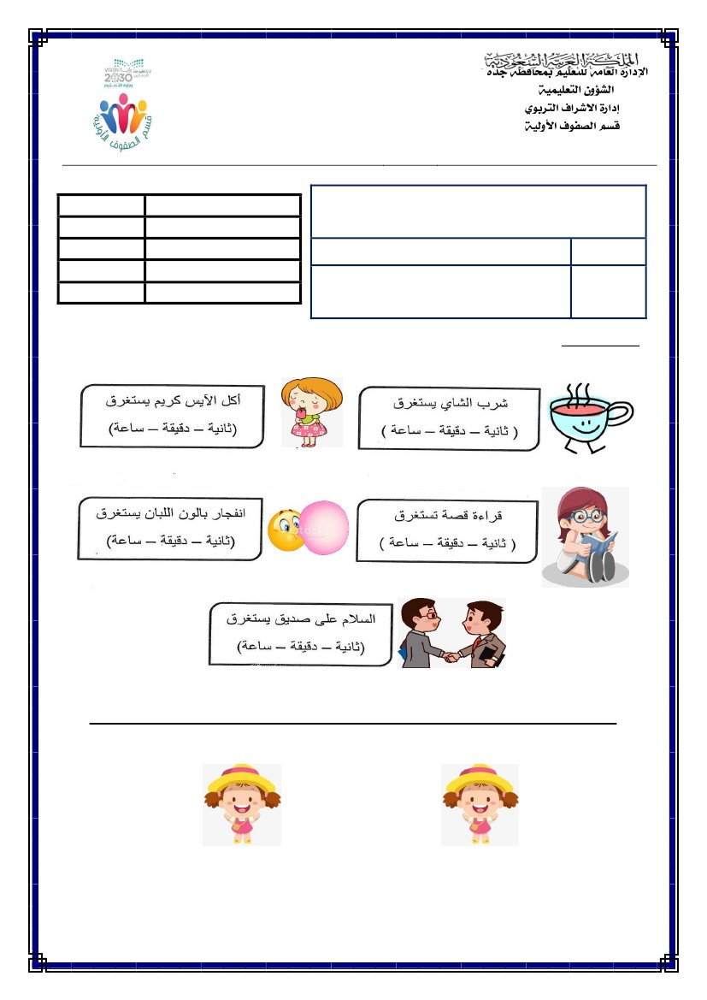 المملكة العربية السعودية
الإدارة العامة للتعليم بمحافظة جدة
الشؤون التعليمية
إدارة الاشراف التربوي
قسم الصفوف الأولية
VISION رؤية
2030
وزارة التعليم
قسم الصفوف الأولية
شرب الشاي يستغرق
( ثانية – دقيقة – ساعة )
أكل الآيس كريم يستغرق
(ثانية – دقيقة – ساعة)
قراءة قصة تستغرق
( ثانية – دقيقة – ساعة )
انفجار بالون اللبان يستغرق
(ثانية – دقيقة – ساعة)
السلام على صديق يستغرق
(ثانية – دقيقة – ساعة)